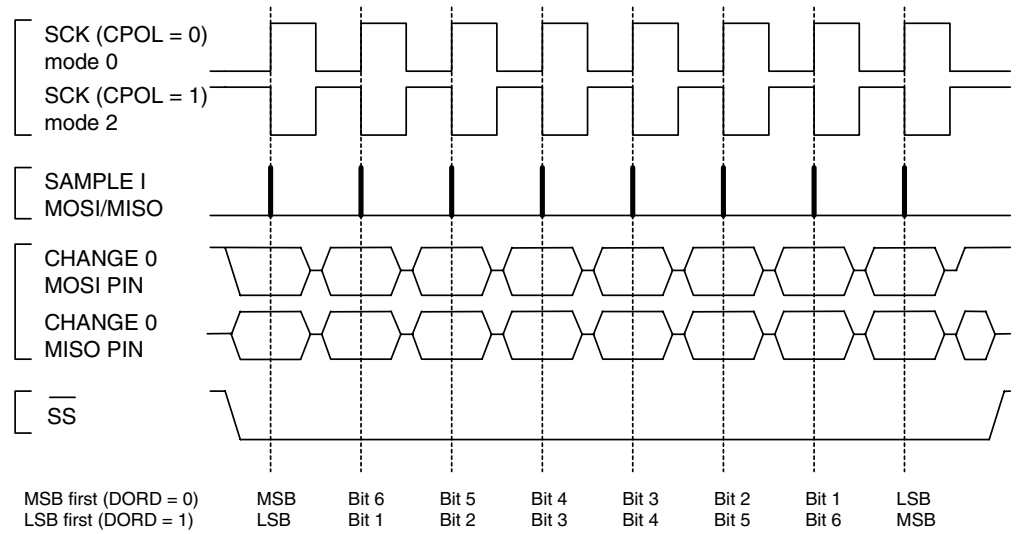 SCK (CPOL = 0)
mode 0
SCK (CPOL = 1)
mode 2
SAMPLE I
MOSI/MISO
CHANGE 0
MOSI PIN
CHANGE 0
MISO PIN
SS
MSB first (DORD = 0) MSB Bit 6 Bit 5 Bit 4 Bit 3 Bit 2 Bit 1 LSB
LSB first (DORD = 1) LSB Bit 1 Bit 2 Bit 3 Bit 4 Bit 5 Bit 6 MSB